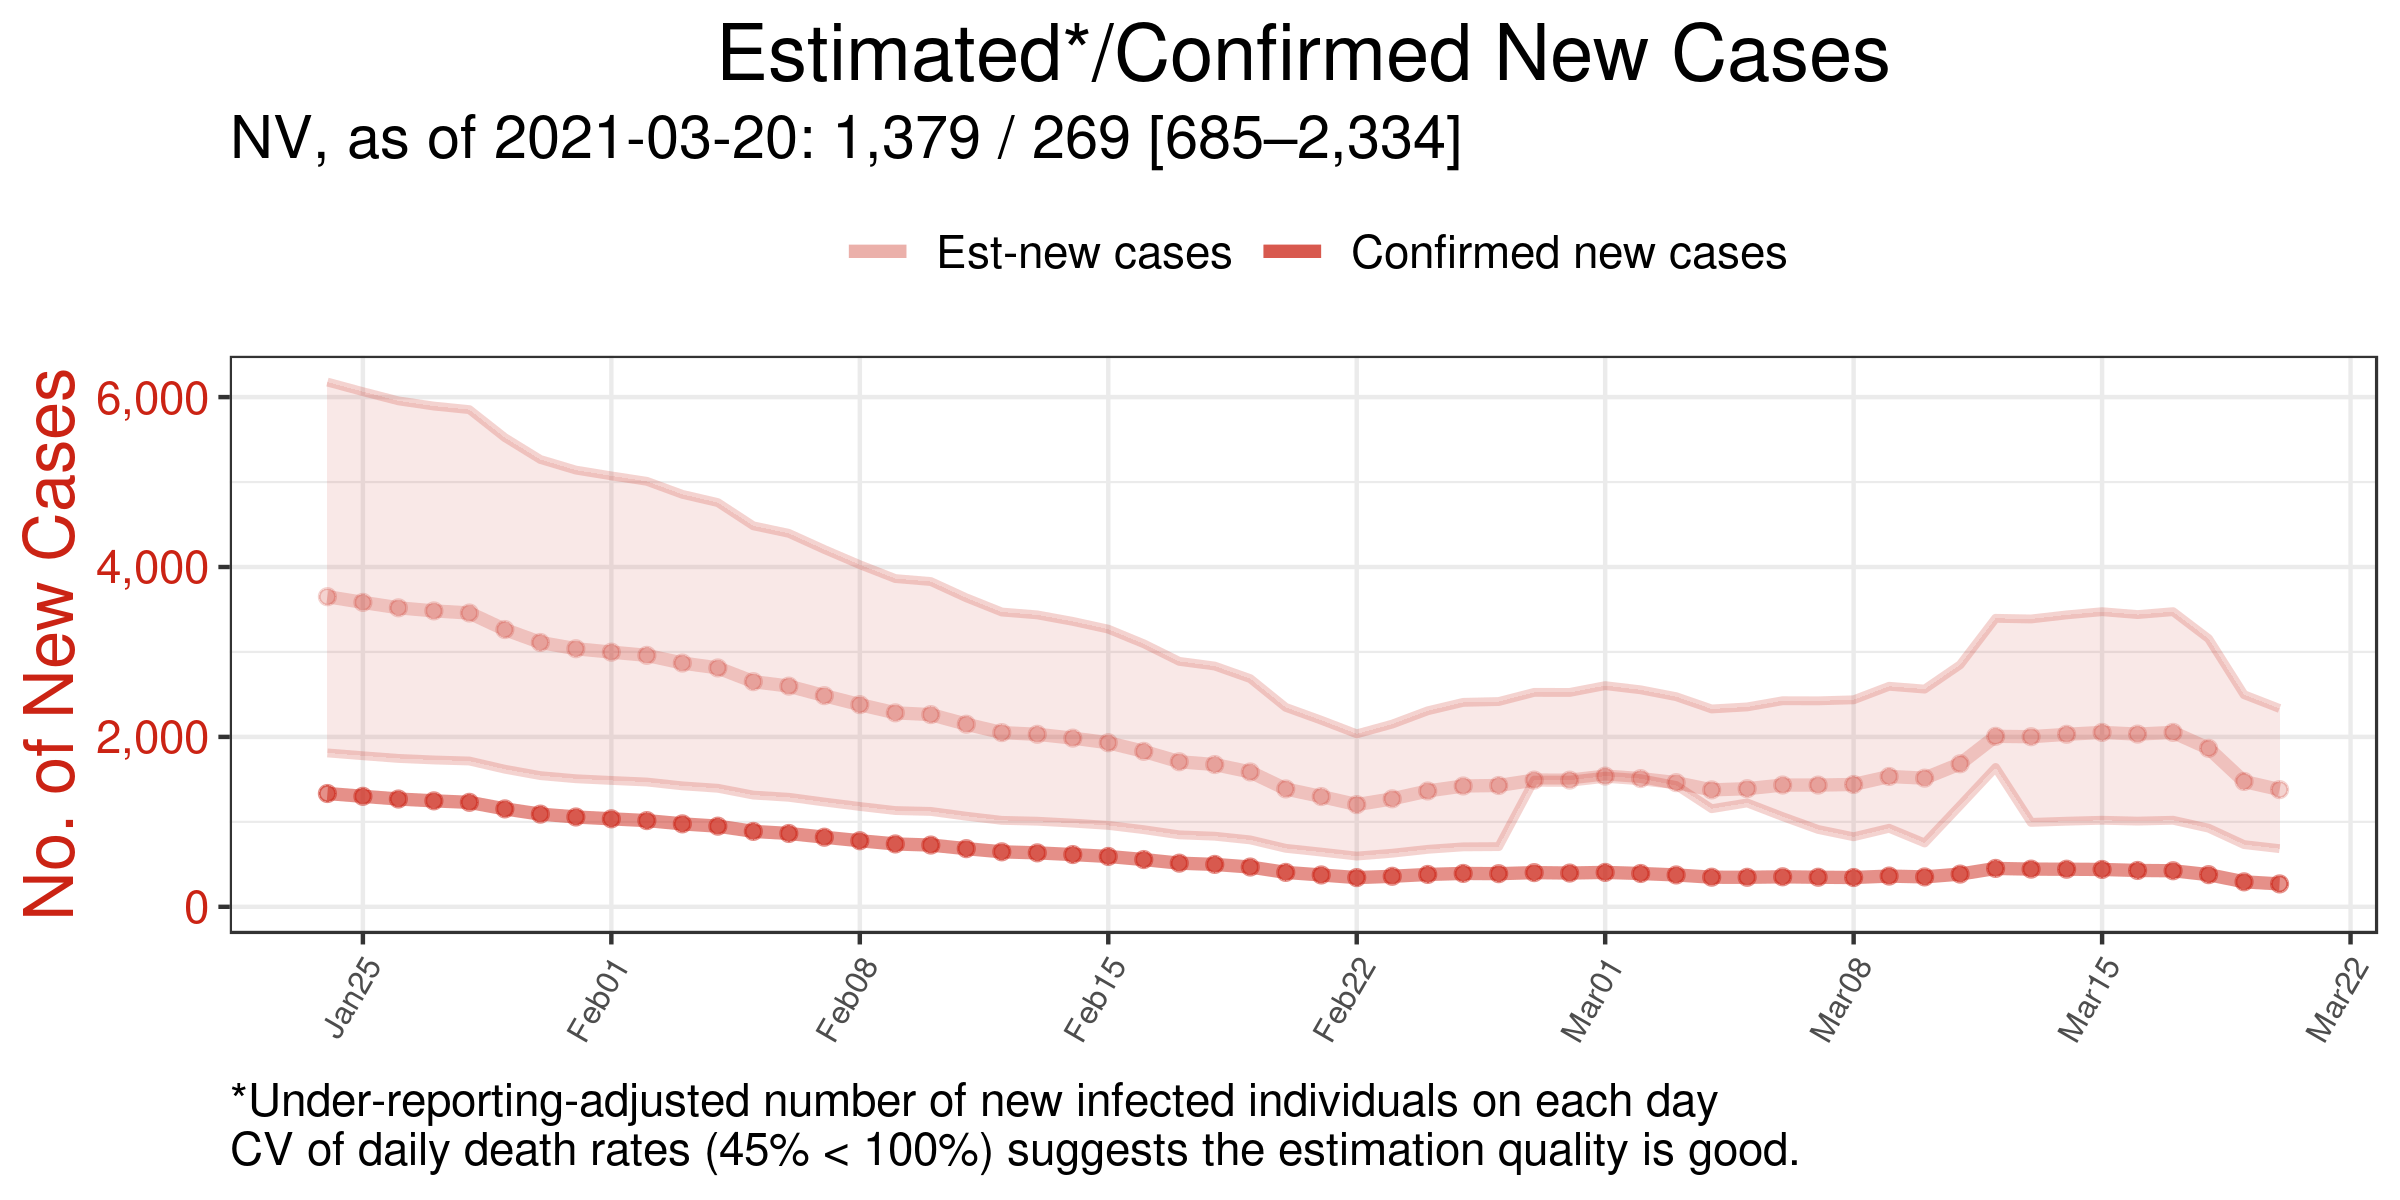 Estimated*/Confirmed New Cases
NV, as of 2021-03-20: 1,379 / 269 [685–2,334]
Est-new cases
Confirmed new cases
No. of New Cases
6,000
4,000
2,000
0
Jan25
Feb01
Feb08
Feb15
Feb22
Mar01
Mar08
Mar15
Mar22
*Under-reporting-adjusted number of new infected individuals on each day
CV of daily death rates (45% < 100%) suggests the estimation quality is good.